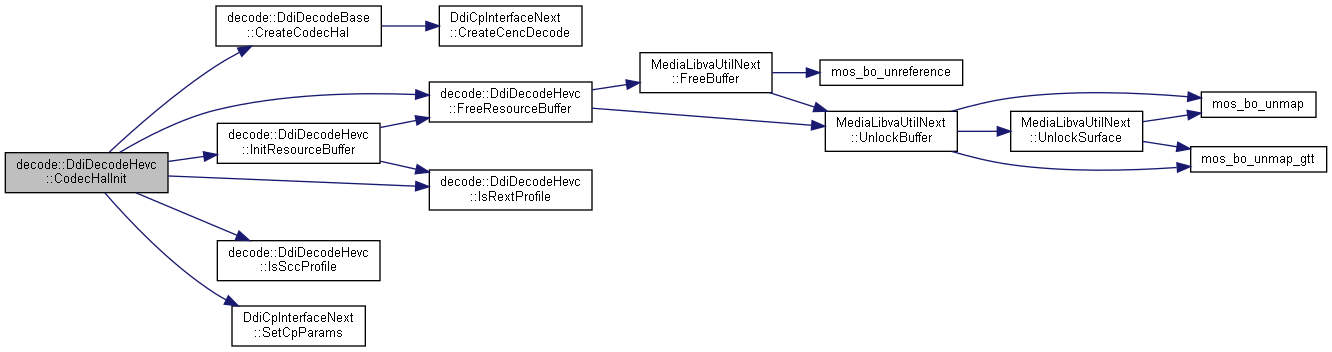 decode::DdiDecodeHevc
::CodecHalInit
decode::DdiDecodeBase
::CreateCodecHal
DdiCpInterfaceNext
::CreateCencDecode
decode::DdiDecodeHevc
::FreeResourceBuffer
MediaLibvaUtilNext
::FreeBuffer
mos_bo_unreference
MediaLibvaUtilNext
::UnlockBuffer
mos_bo_unmap
MediaLibvaUtilNext
::UnlockSurface
mos_bo_unmap_gtt
decode::DdiDecodeHevc
::InitResourceBuffer
decode::DdiDecodeHevc
::IsRextProfile
decode::DdiDecodeHevc
::IsSccProfile
DdiCpInterfaceNext
::SetCpParams